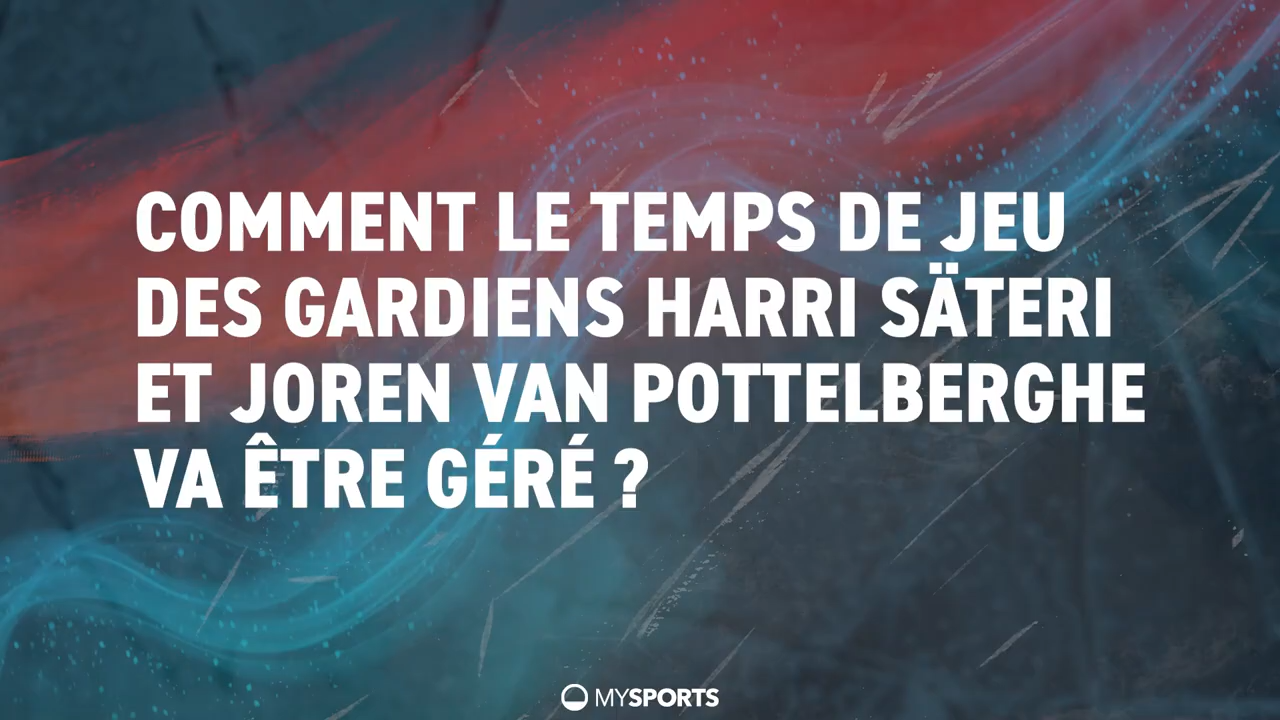 COMMENT LE TEMPS DE JEU
DES GARDIENS HARRI SÄTERI
ET JOREN VAN POTTELBERGHE
VA ÊTRE GÉRÉ ?
MYSPORTS